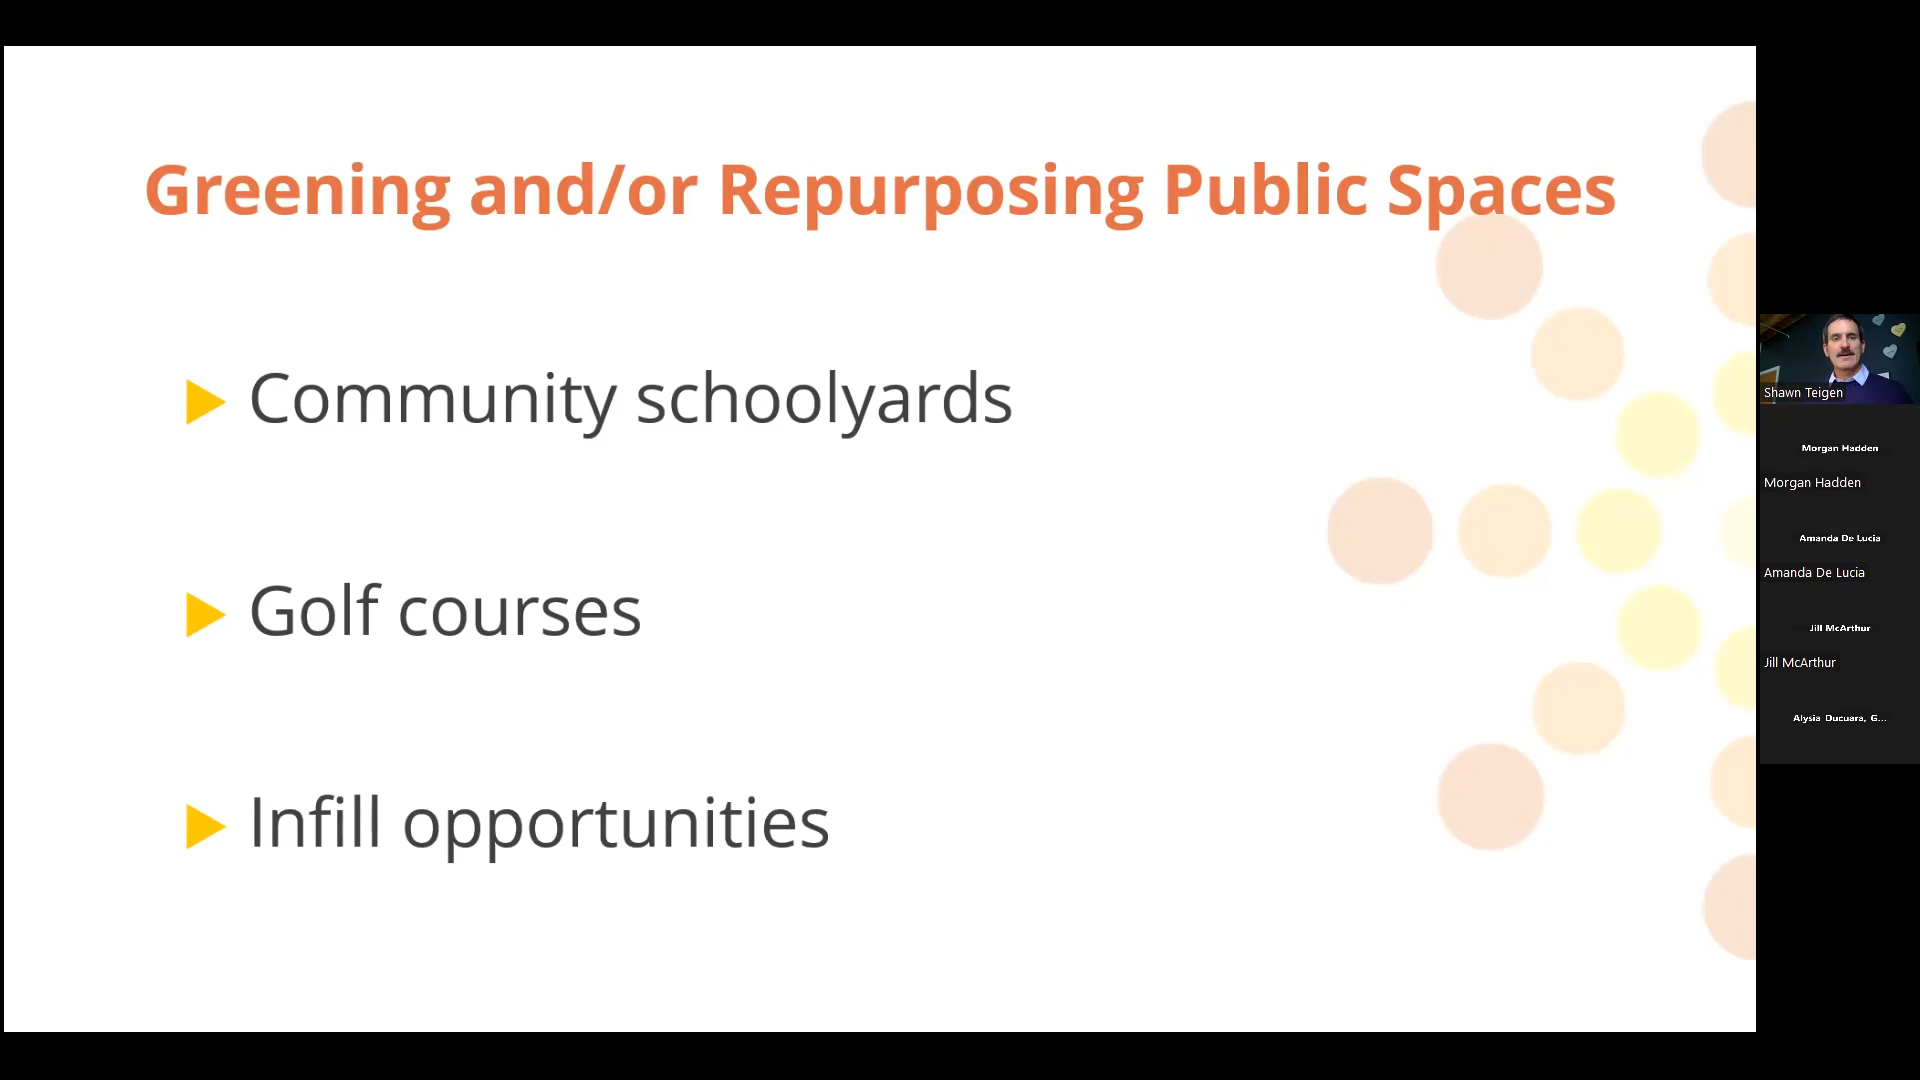 Greening and/or Repurposing Public Spaces
Community schoolyards
Golf courses
Infill opportunities
Shawn Teigen
Morgan Hadden
Morgan Hadden
Amanda De Lucia
Amanda De Lucia
Jill McArthur
Jill McArthur
Alysia Ducuara, G...